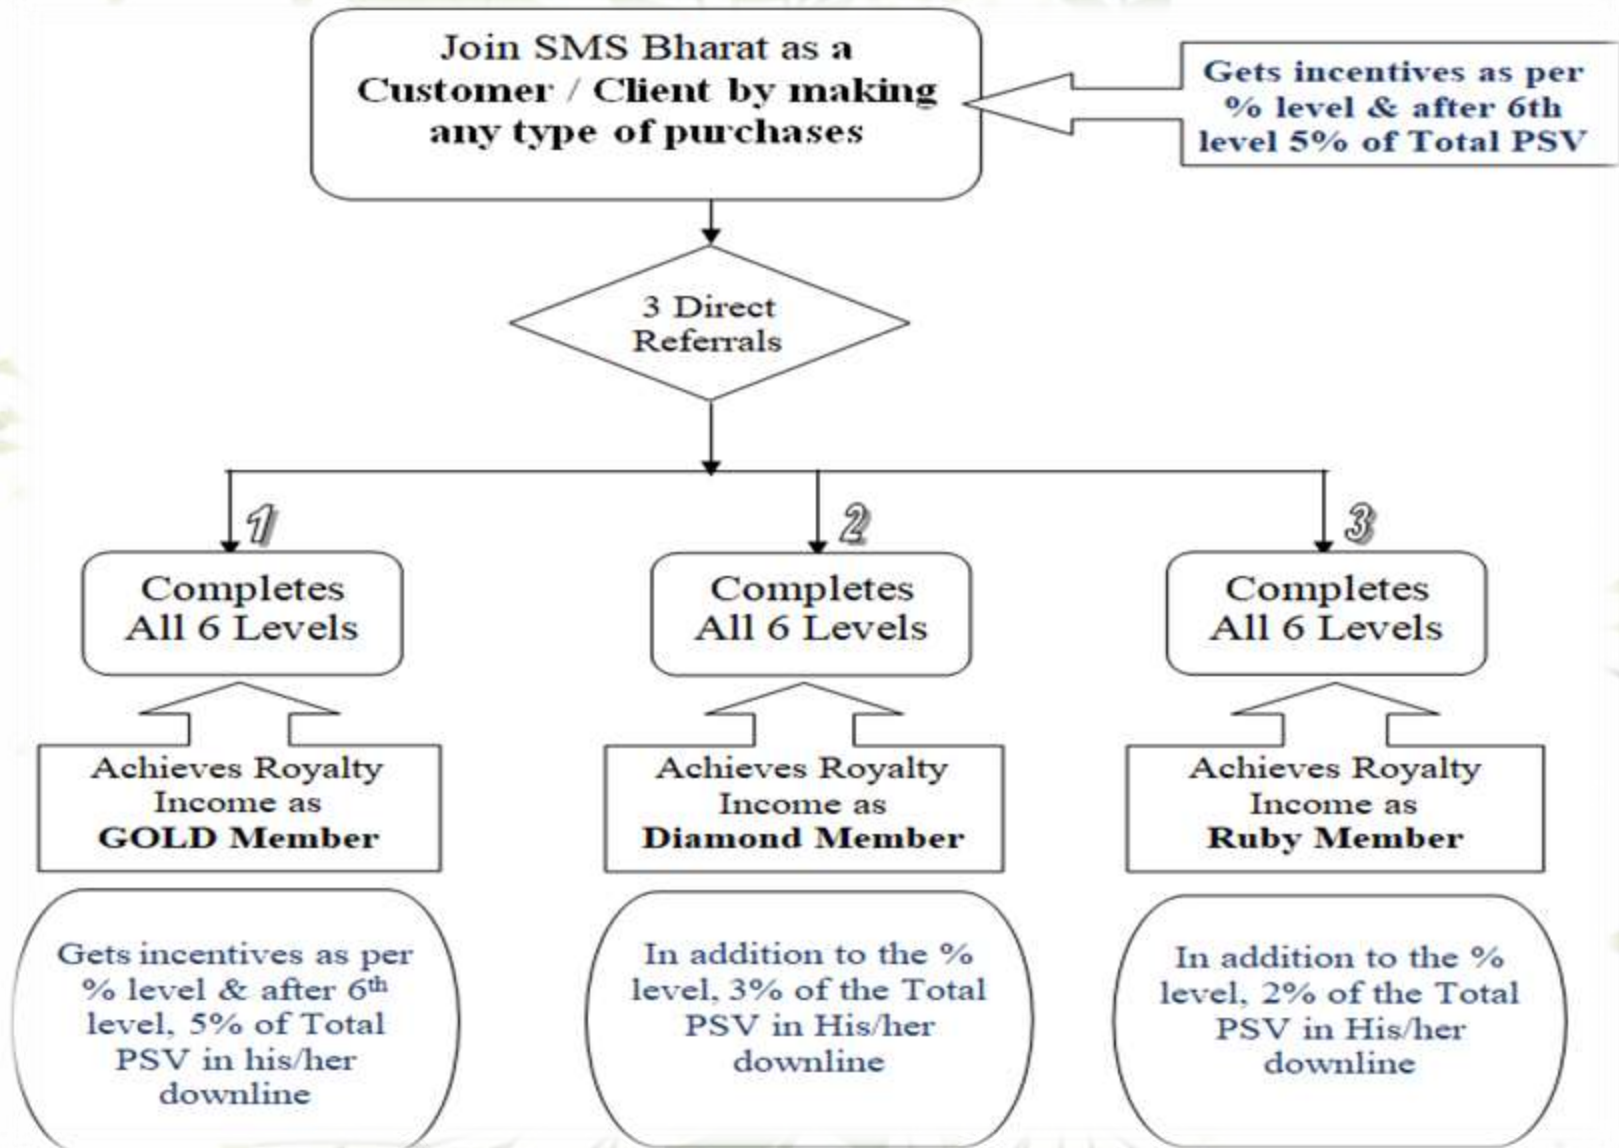 Join SMS Bharat as a
Customer / Client by making
any type of purchases
Gets incentives as per
% level & after 6th
level 5% of Total PSV
3 Direct
Referrals
1
2
3
Completes
All 6 Levels
Completes
All 6 Levels
Completes
All 6 Levels
Achieves Royalty
Income as
GOLD Member
Achieves Royalty
Income as
Diamond Member
Achieves Royalty
Income as
Ruby Member
Gets incentives as per
% level & after 6th
level, 5% of Total
PSV in his/her
downline
In addition to the %
level, 3% of the Total
PSV in His/her
downline
In addition to the %
level, 2% of the Total
PSV in His/her
downline